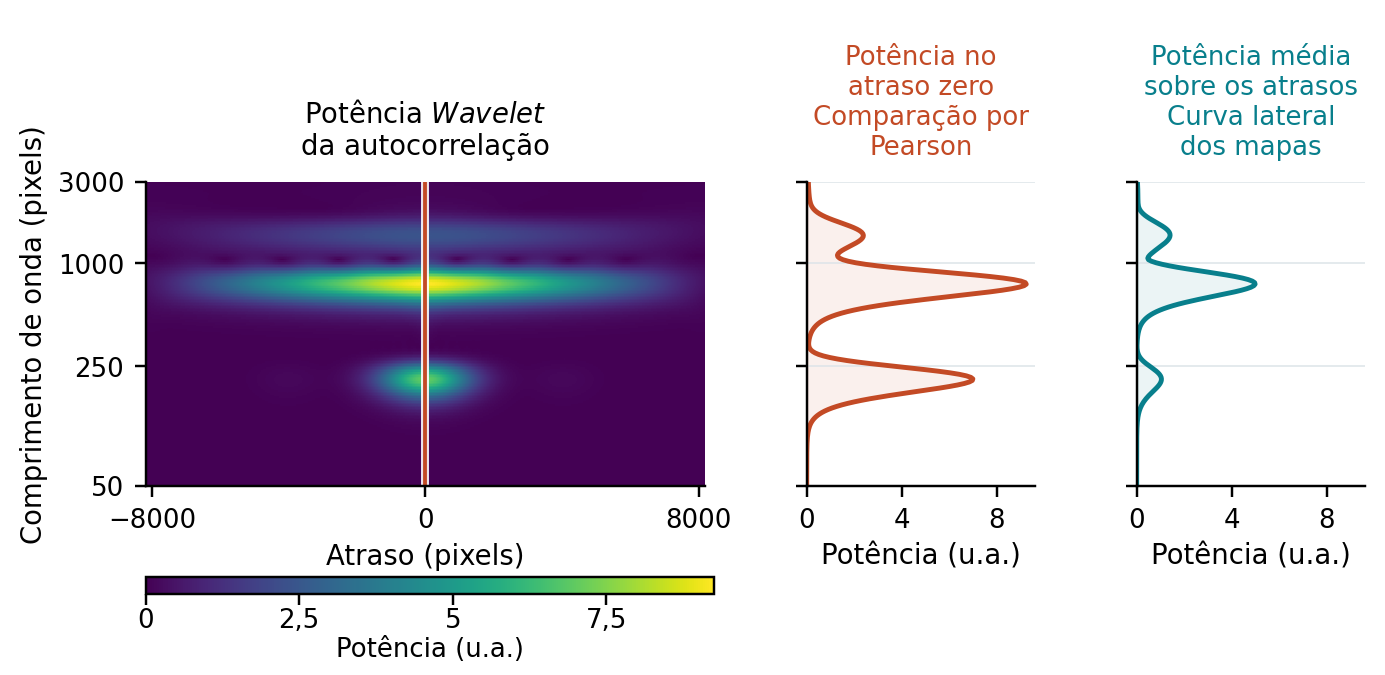 Potência Wavelet
da autocorrelação
Comprimento de onda (pixels)
3000
1000
250
50
−8000
0
8000
Atraso (pixels)
0
2,5
5
7,5
Potência (u.a.)
Potência no
atraso zero
Comparação por
Pearson
0
4
8
Potência (u.a.)
Potência média
sobre os atrasos
Curva lateral
dos mapas
0
4
8
Potência (u.a.)